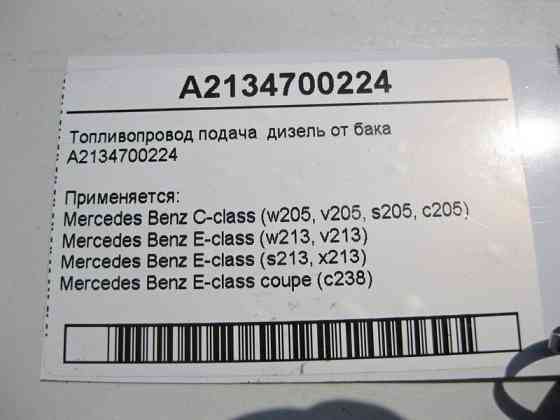 A2134700224
Топливопровод подача дизель от бака
A2134700224
Применяется:
Mercedes Benz C-class (w205, v205, s205, c205)
Mercedes Benz E-class (w213, v213)
Mercedes Benz E-class (s213, x213)
Mercedes Benz E-class coupe (c238)